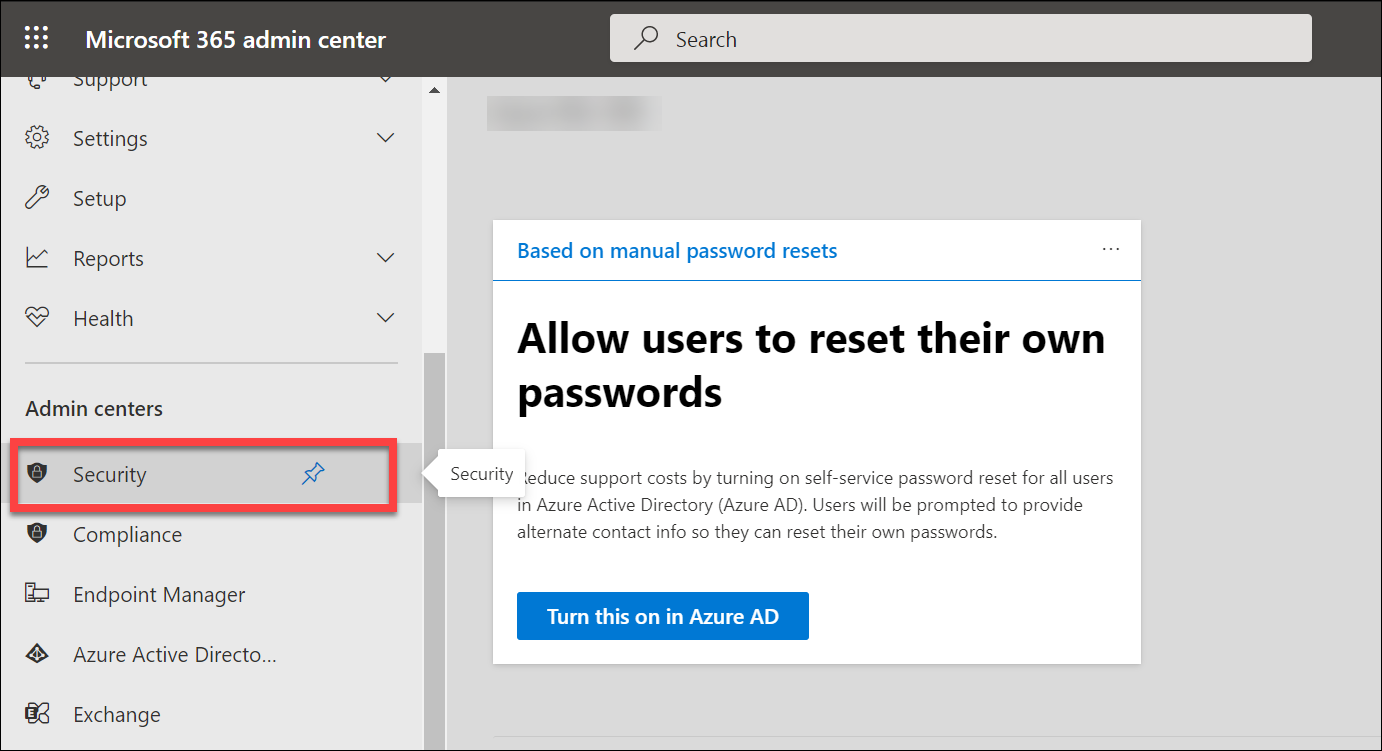 Microsoft 365 admin center
Search
Support
Settings
Setup
Reports
Health
Admin centers
Security
Compliance
Endpoint Manager
Azure Active Directo...
Exchange
Security
Based on manual password resets
Allow users to reset their own
passwords
Reduce support costs by turning on self-service password reset for all users
in Azure Active Directory (Azure AD). Users will be prompted to provide
alternate contact info so they can reset their own passwords.
Turn this on in Azure AD